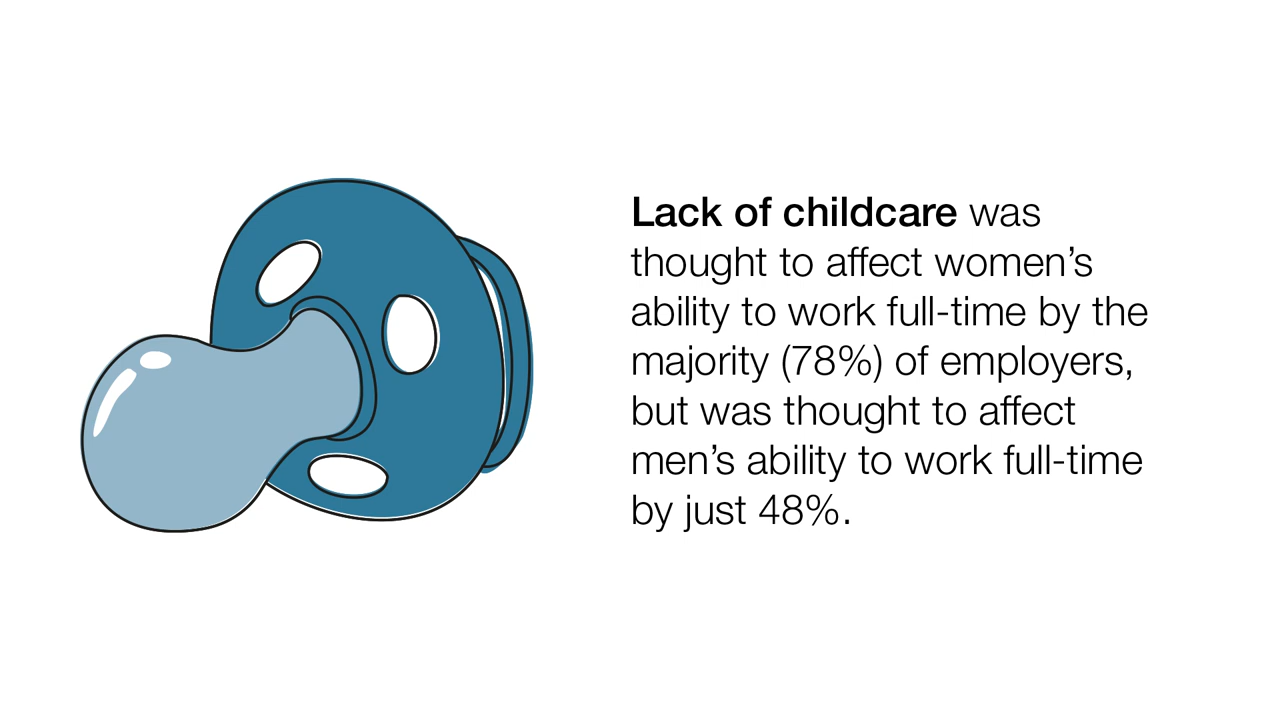 Lack of childcare was
thought to affect women’s
ability to work full-time by the
majority (78%) of employers,
but was thought to affect
men’s ability to work full-time
by just 48%.